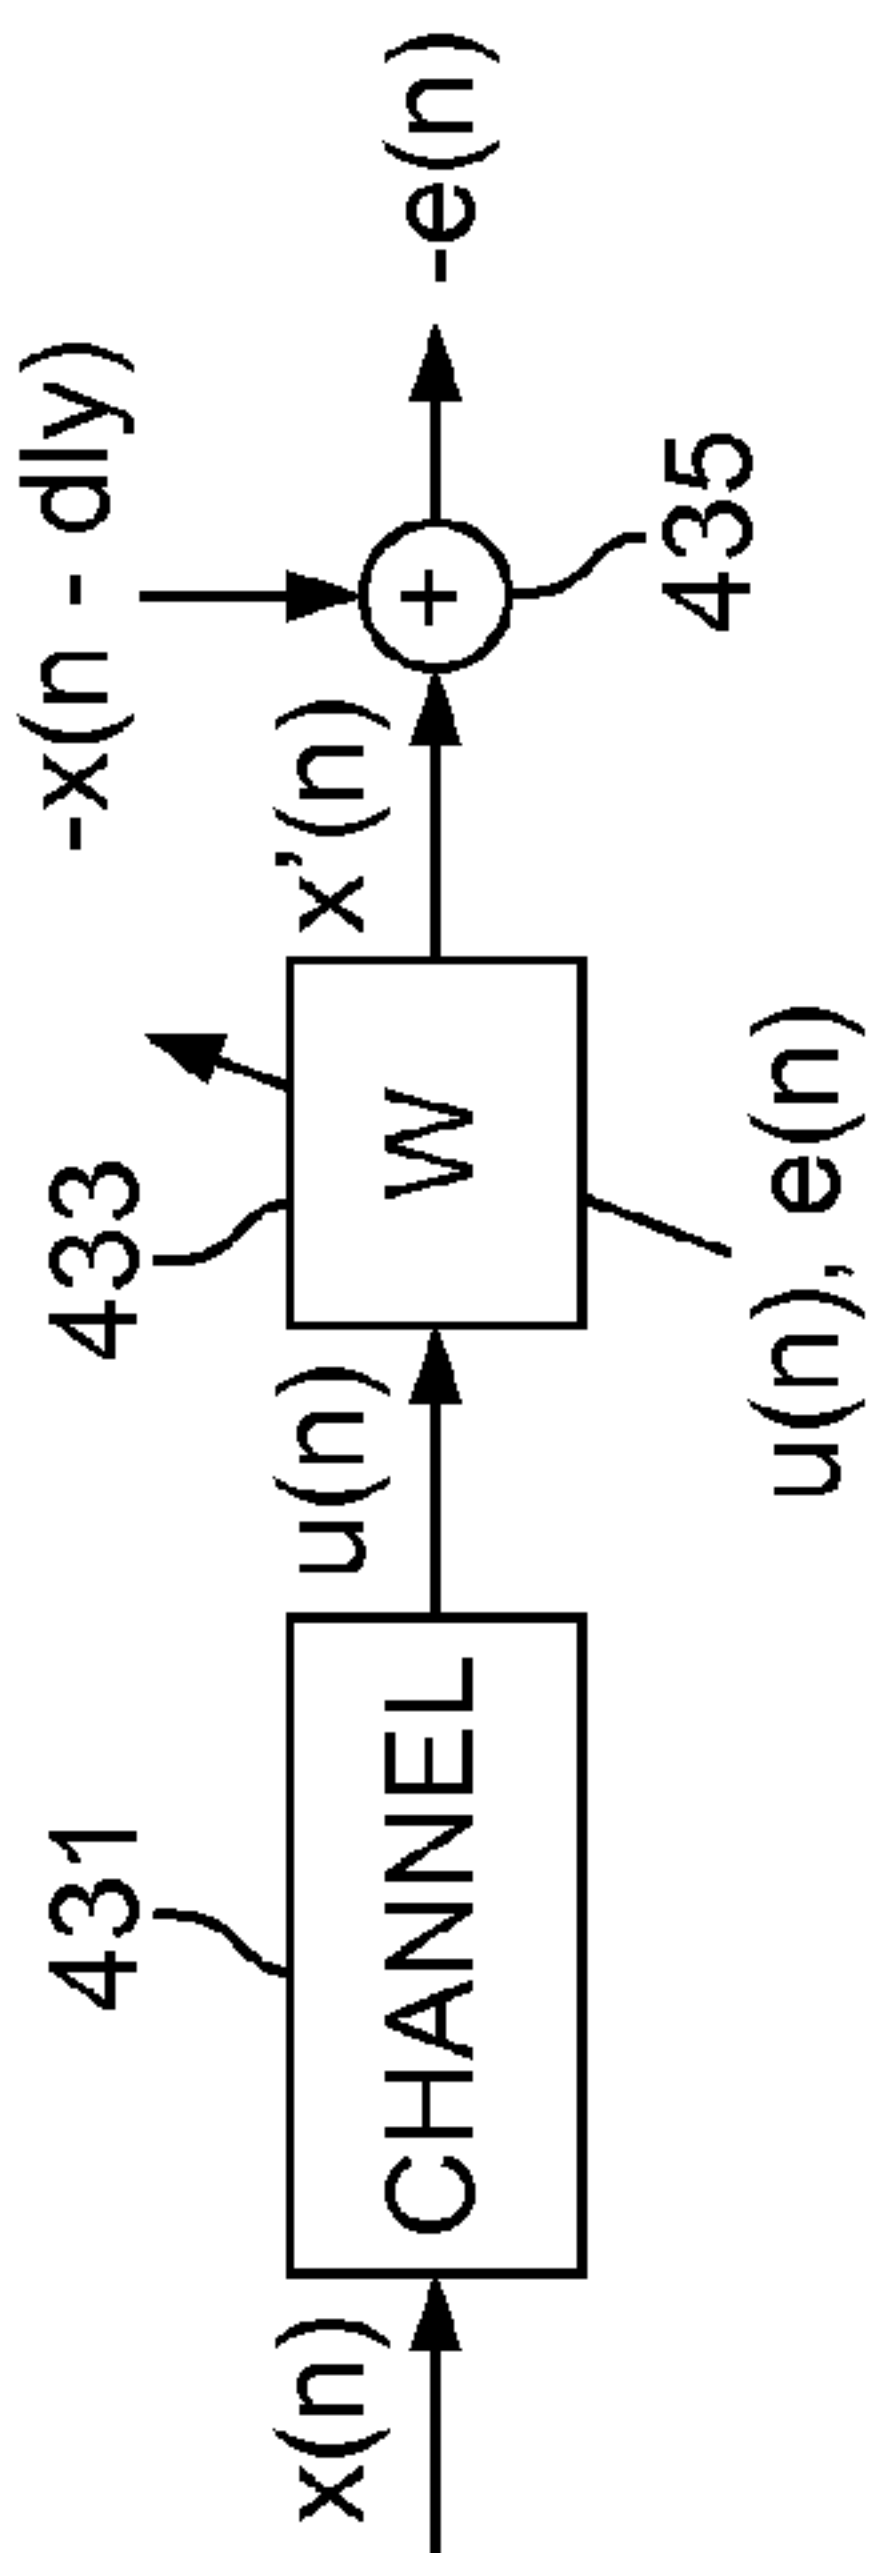 x(n)
431
CHANNEL
u(n)
433
W
u(n), e(n)
x'(n)
-x(n - dly)
+
435
-e(n)